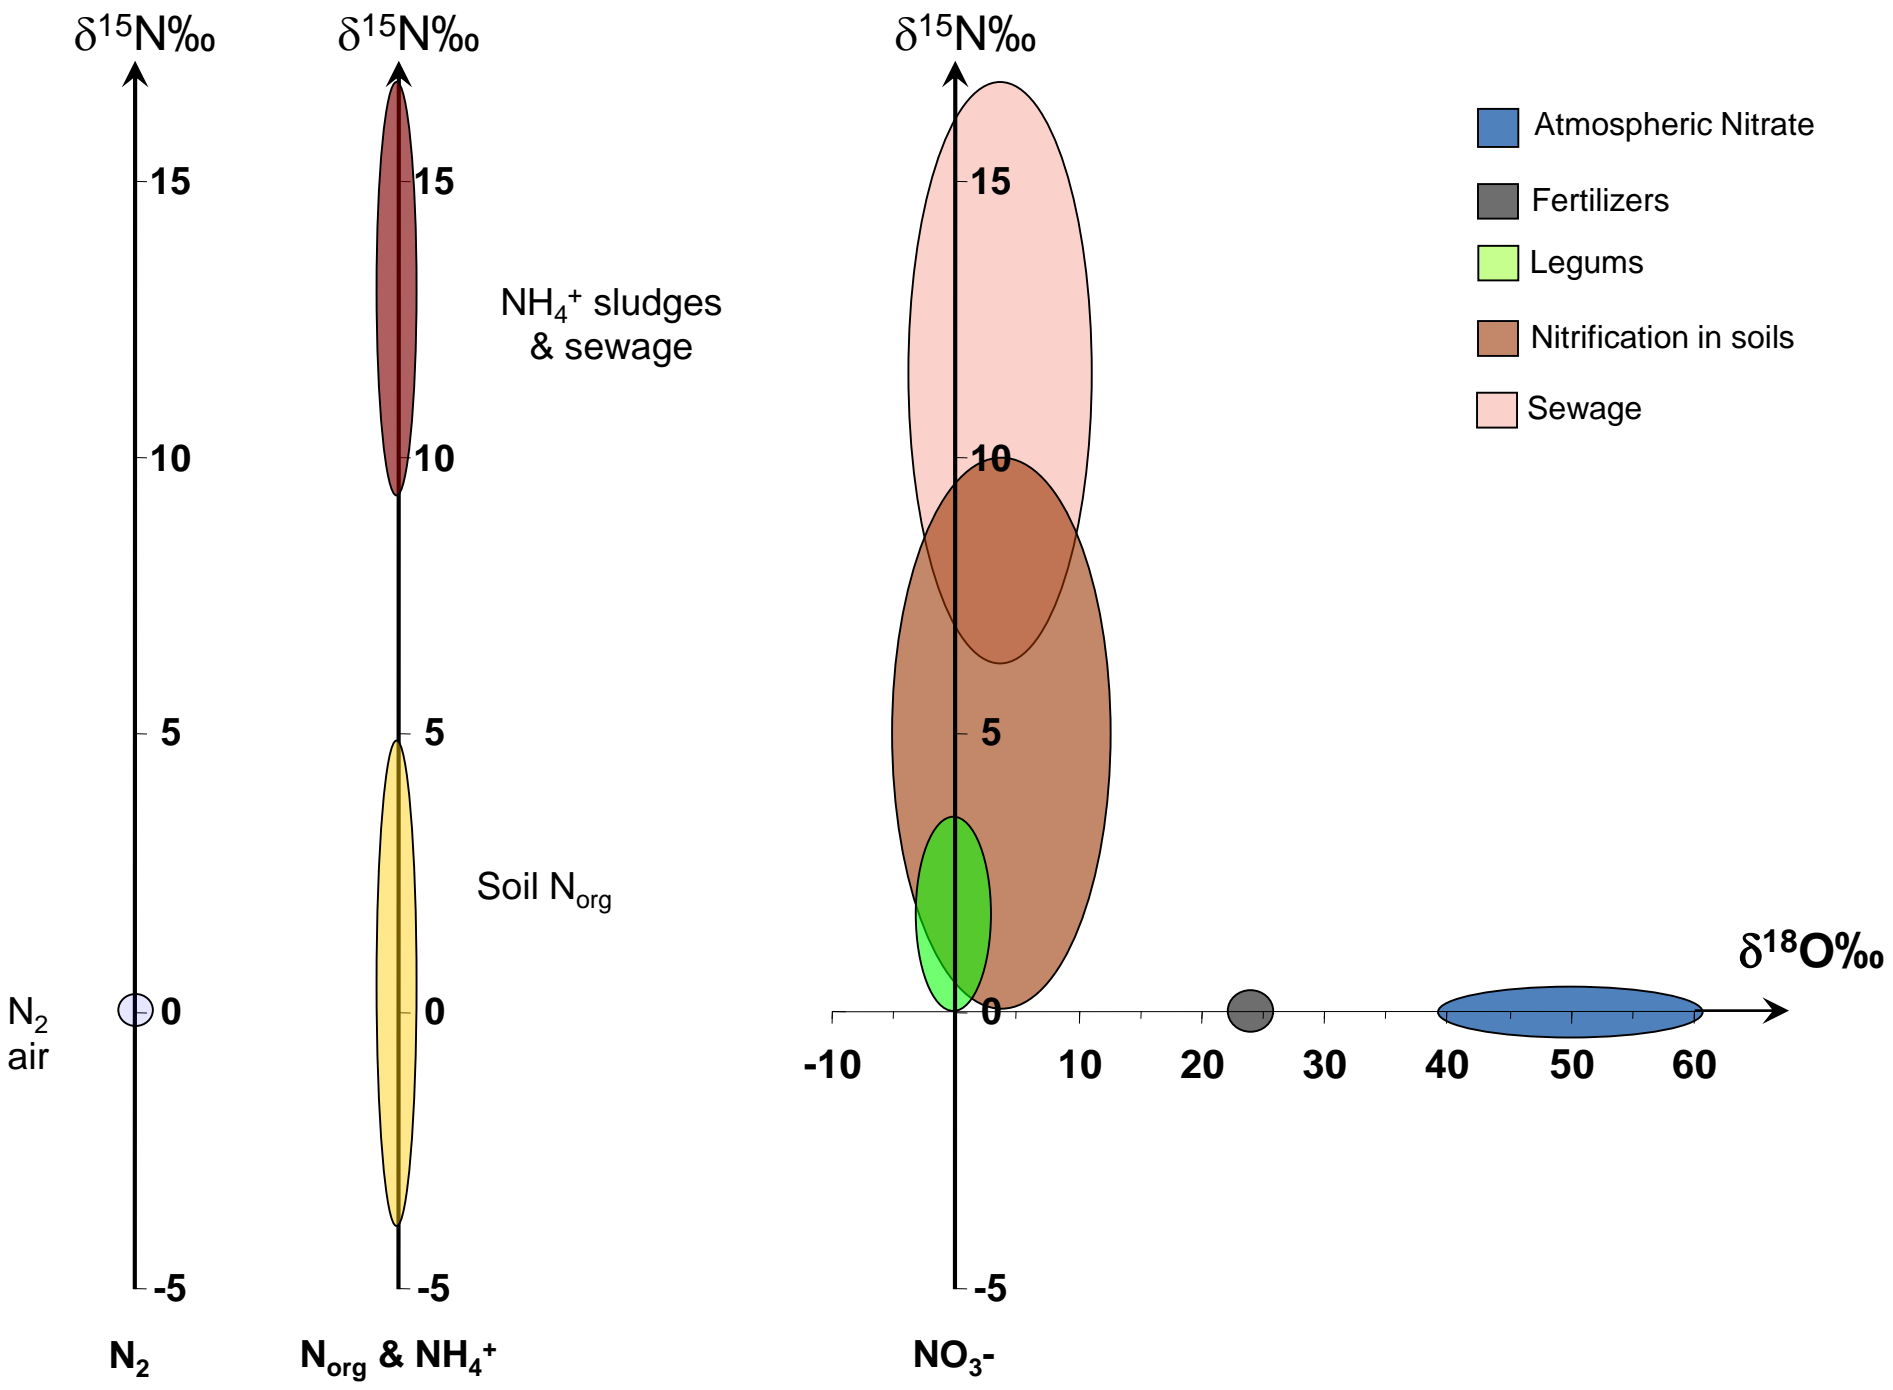 δ¹⁵N‰
δ¹⁵N‰
δ¹⁵N‰
15
10
5
0
-5
N₂
air
N₂
15
10
5
0
-5
NH₄⁺ sludges
& sewage
Soil Nₒᵣg
Nₒᵣg & NH₄⁺
15
10
5
0
-5
-10
10
20
30
40
50
60
δ¹⁸O‰
NO₃-
Atmospheric Nitrate
Fertilizers
Legums
Nitrification in soils
Sewage